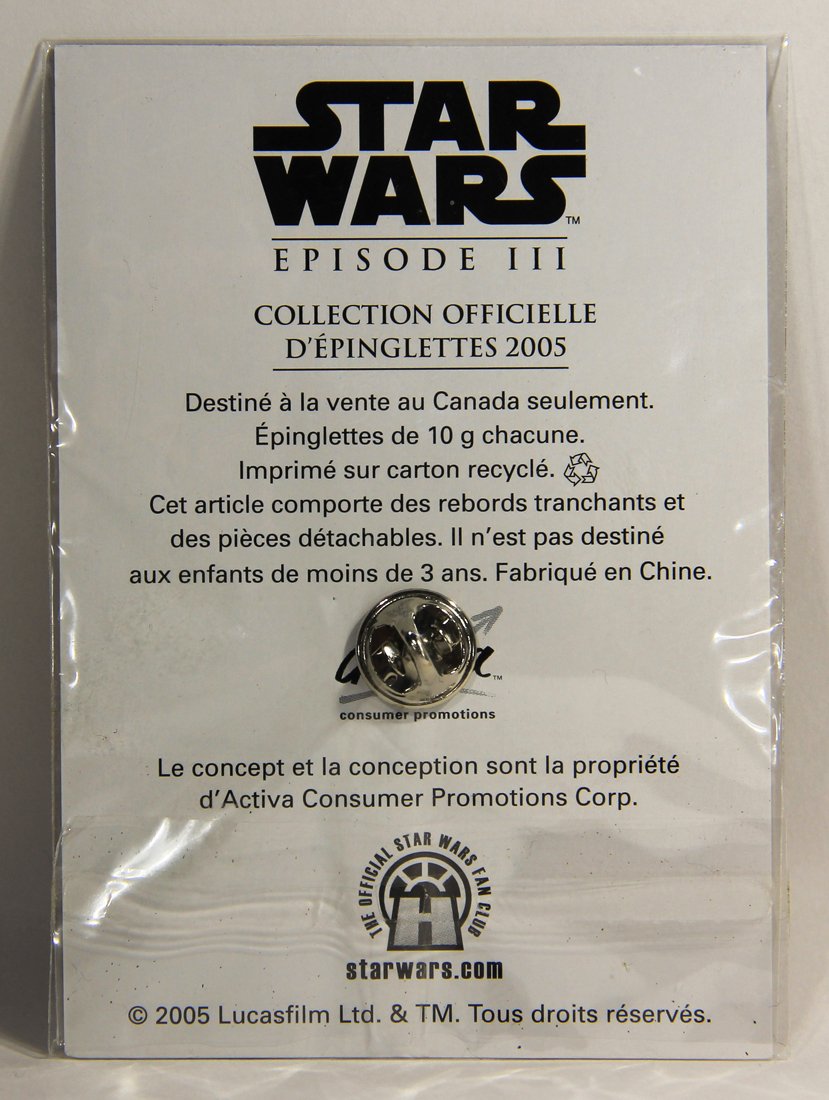 STAR
WARS™
EPISODE III
COLLECTION OFFICIELLE
D'ÉPINGLETTES 2005
Destiné à la vente au Canada seulement.
Épinglettes de 10 g chacune.
Imprimé sur carton recyclé.
Cet article comporte des rebords tranchants et
des pièces détachables. Il n'est pas destiné
aux enfants de moins de 3 ans. Fabriqué en Chine.
consumer promotions
Le concept et la conception sont la propriété
d'Activa Consumer Promotions Corp.
THE OFFICIAL STAR WARS FAN CLUB
starwars.com
© 2005 Lucasfilm Ltd. & TM. Tous droits réservés.